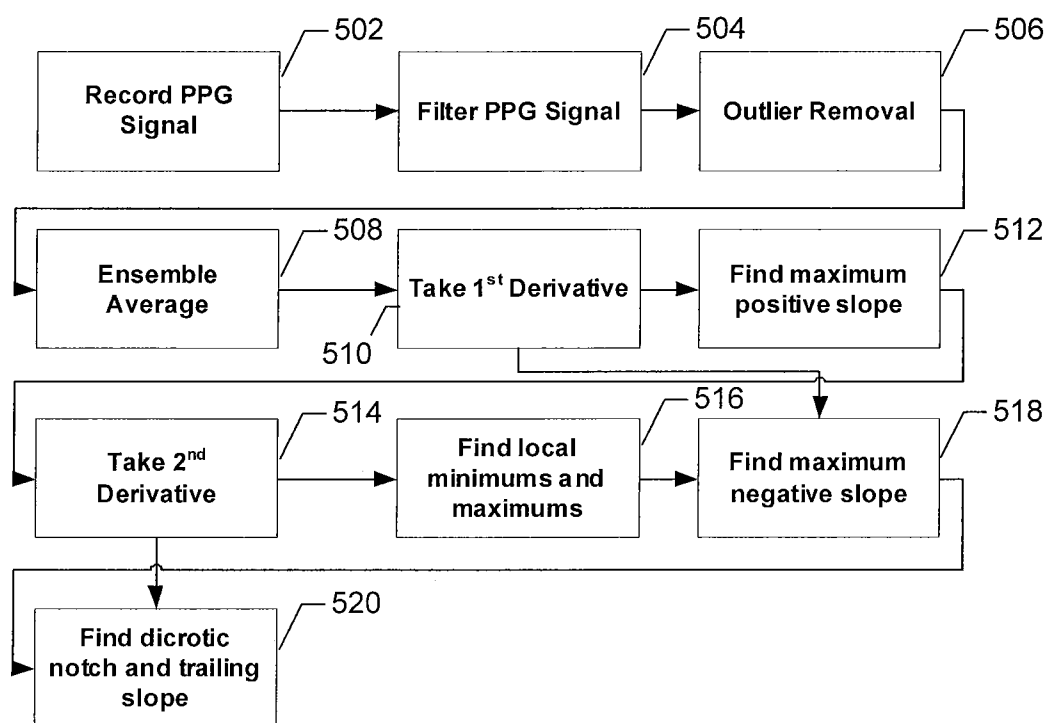 502
504
506
Record PPG
Signal
Filter PPG Signal
Outlier Removal
508
512
Ensemble
Average
Take 1st Derivative
Find maximum
positive slope
510
514
516
518
Take 2nd
Derivative
Find local
minimums and
maximums
Find maximum
negative slope
520
Find dicrotic
notch and trailing
slope